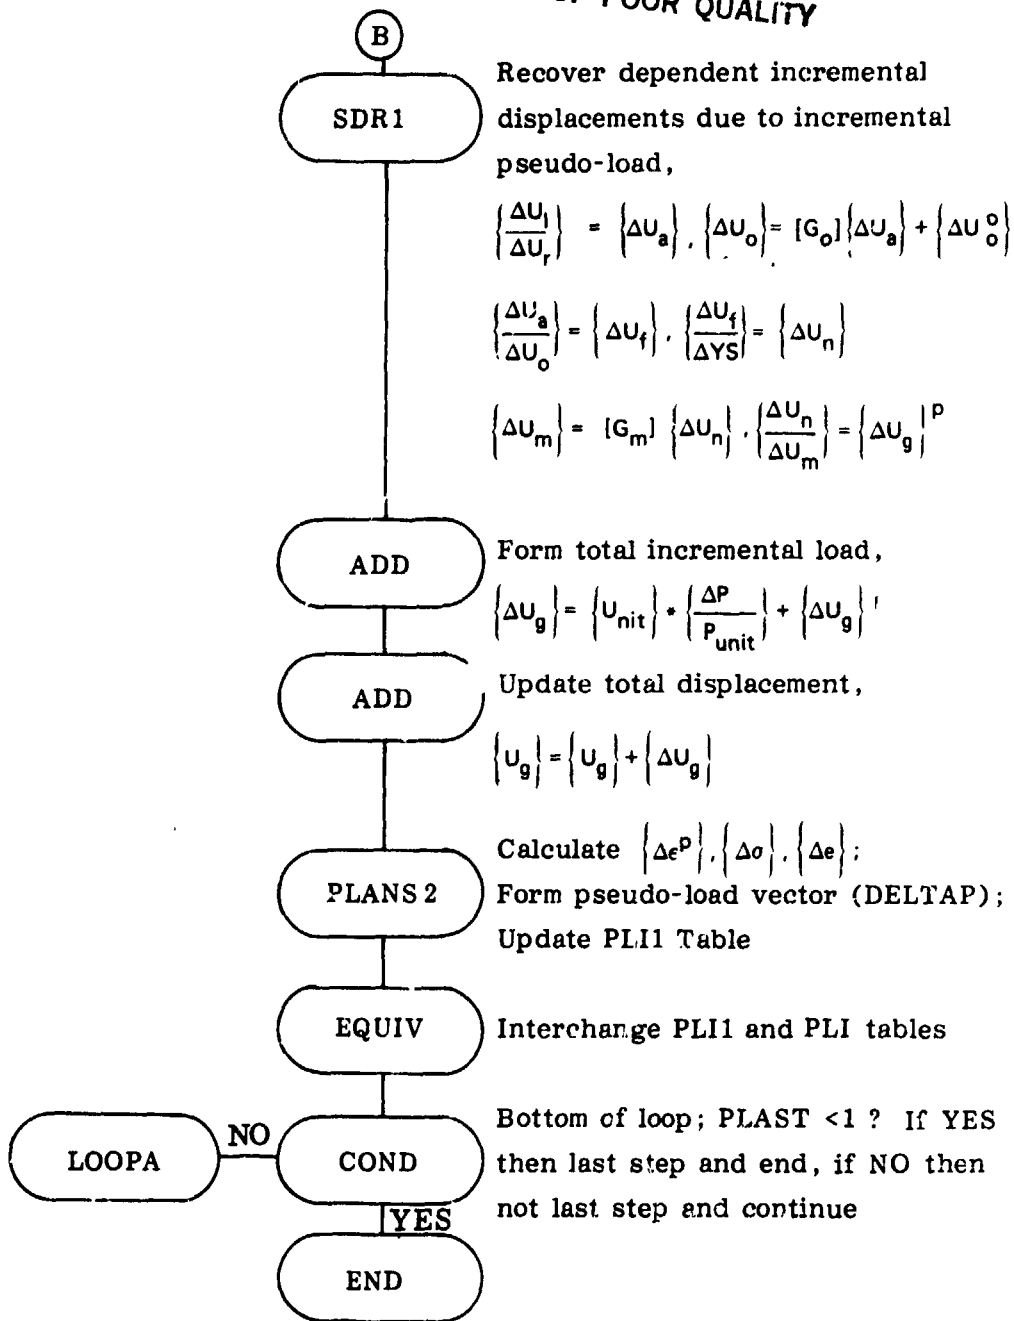 POOR QUALITY
B
SDR1
Recover dependent incremental
displacements due to incremental
pseudo-load,
{ΔU_l / ΔU_r} = {ΔU_a}, {ΔU_o} = [G_o]{ΔU_a} + {ΔU_o^o}
{ΔU_a / ΔU_o} = {ΔU_f}, {ΔU_f / ΔYS} = {ΔU_n}
{ΔU_m} = [G_m] {ΔU_n}, {ΔU_n / ΔU_m} = {ΔU_g}^p
ADD
Form total incremental load,
{ΔU_g} = {U_nit} * {ΔP / P_unit} + {ΔU_g}'
ADD
Update total displacement,
{U_g} = {U_g} + {ΔU_g}
PLANS 2
Calculate {Δε^p}, {Δσ}, {Δe};
Form pseudo-load vector (DELTAP);
Update PLI1 Table
EQUIV
Interchange PLI1 and PLI tables
LOOPA
NO
COND
Bottom of loop; PLAST <1 ? If YES
then last step and end, if NO then
not last step and continue
YES
END